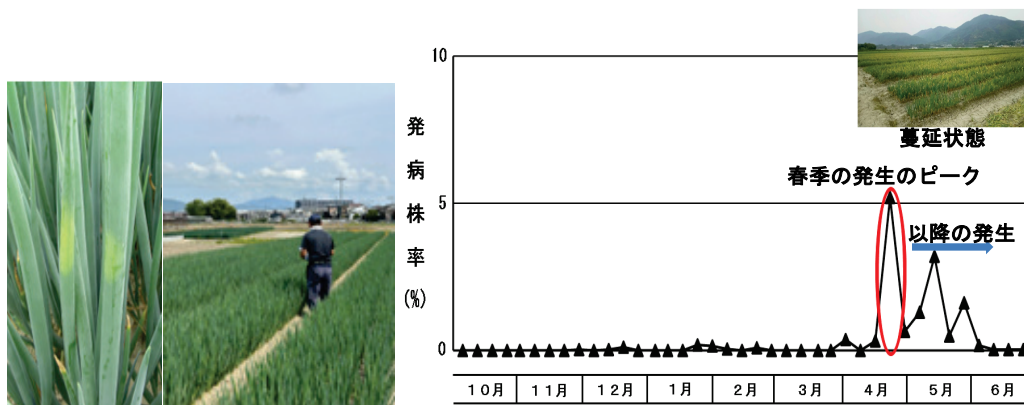 発病株率(%)
10
5
0
蔓延状態
春季の発生のピーク
以降の発生
10月 11月 12月 1月 2月 3月 4月 5月 6月